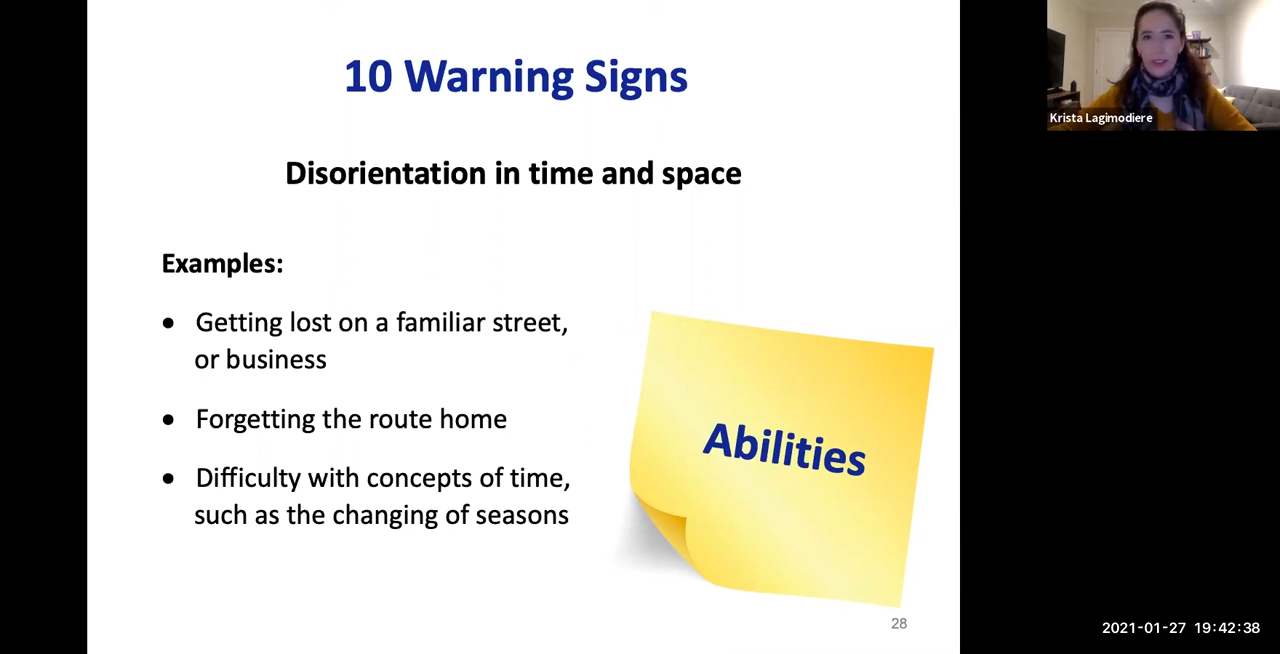 10 Warning Signs
Krista Lagimodiere
Disorientation in time and space
Examples:
• Getting lost on a familiar street,
or business
• Forgetting the route home
• Difficulty with concepts of time,
such as the changing of seasons
Abilities
28
2021-01-27 19:42:38